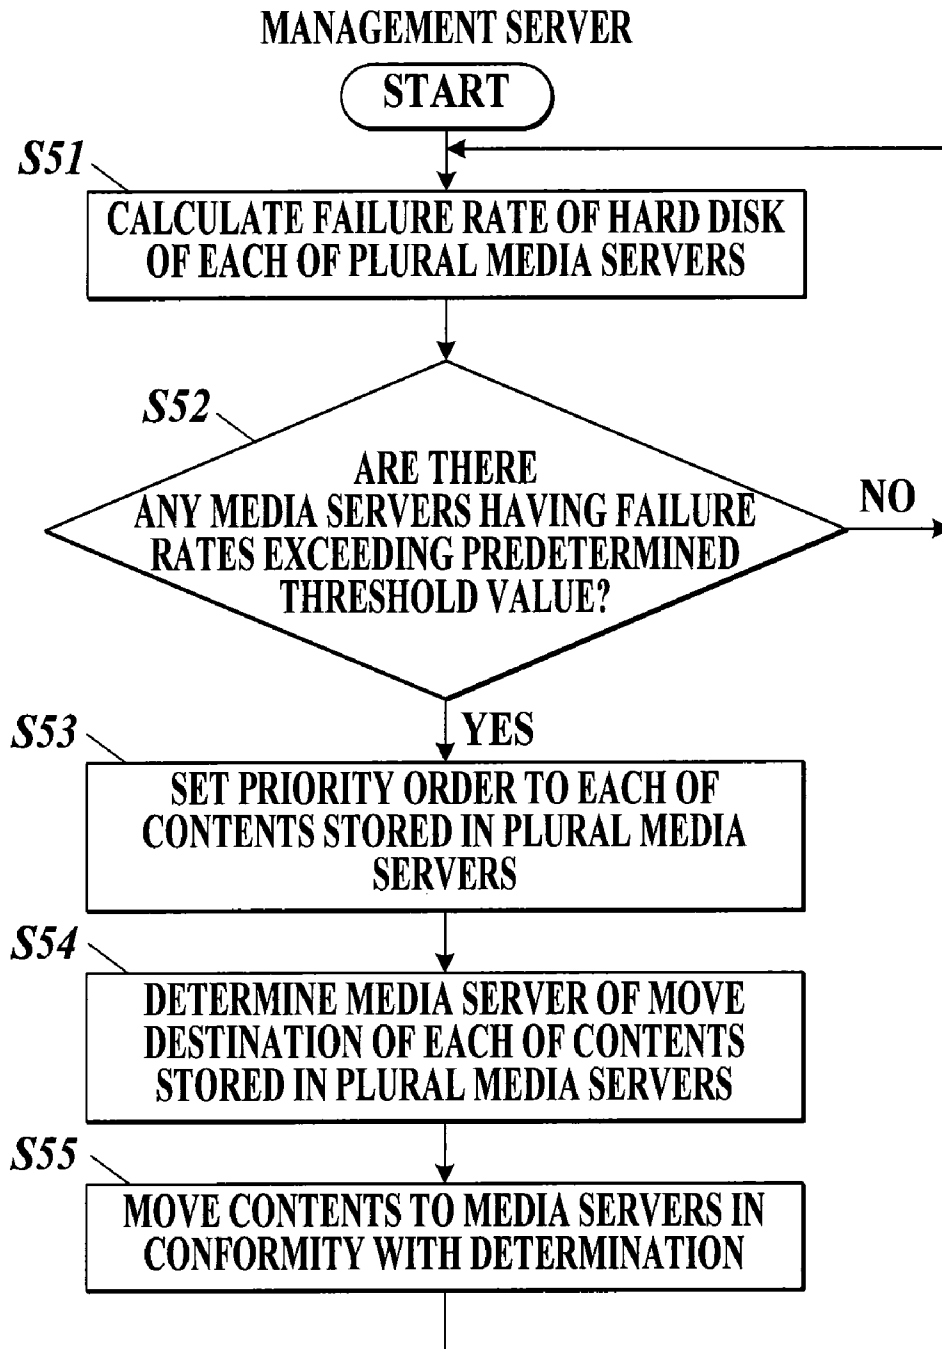 MANAGEMENT SERVER
START
S51
CALCULATE FAILURE RATE OF HARD DISK
OF EACH OF PLURAL MEDIA SERVERS
S52
ARE THERE
ANY MEDIA SERVERS HAVING FAILURE
RATES EXCEEDING PREDETERMINED
THRESHOLD VALUE?
NO
YES
S53
SET PRIORITY ORDER TO EACH OF
CONTENTS STORED IN PLURAL MEDIA
SERVERS
S54
DETERMINE MEDIA SERVER OF MOVE
DESTINATION OF EACH OF CONTENTS
STORED IN PLURAL MEDIA SERVERS
S55
MOVE CONTENTS TO MEDIA SERVERS IN
CONFORMITY WITH DETERMINATION